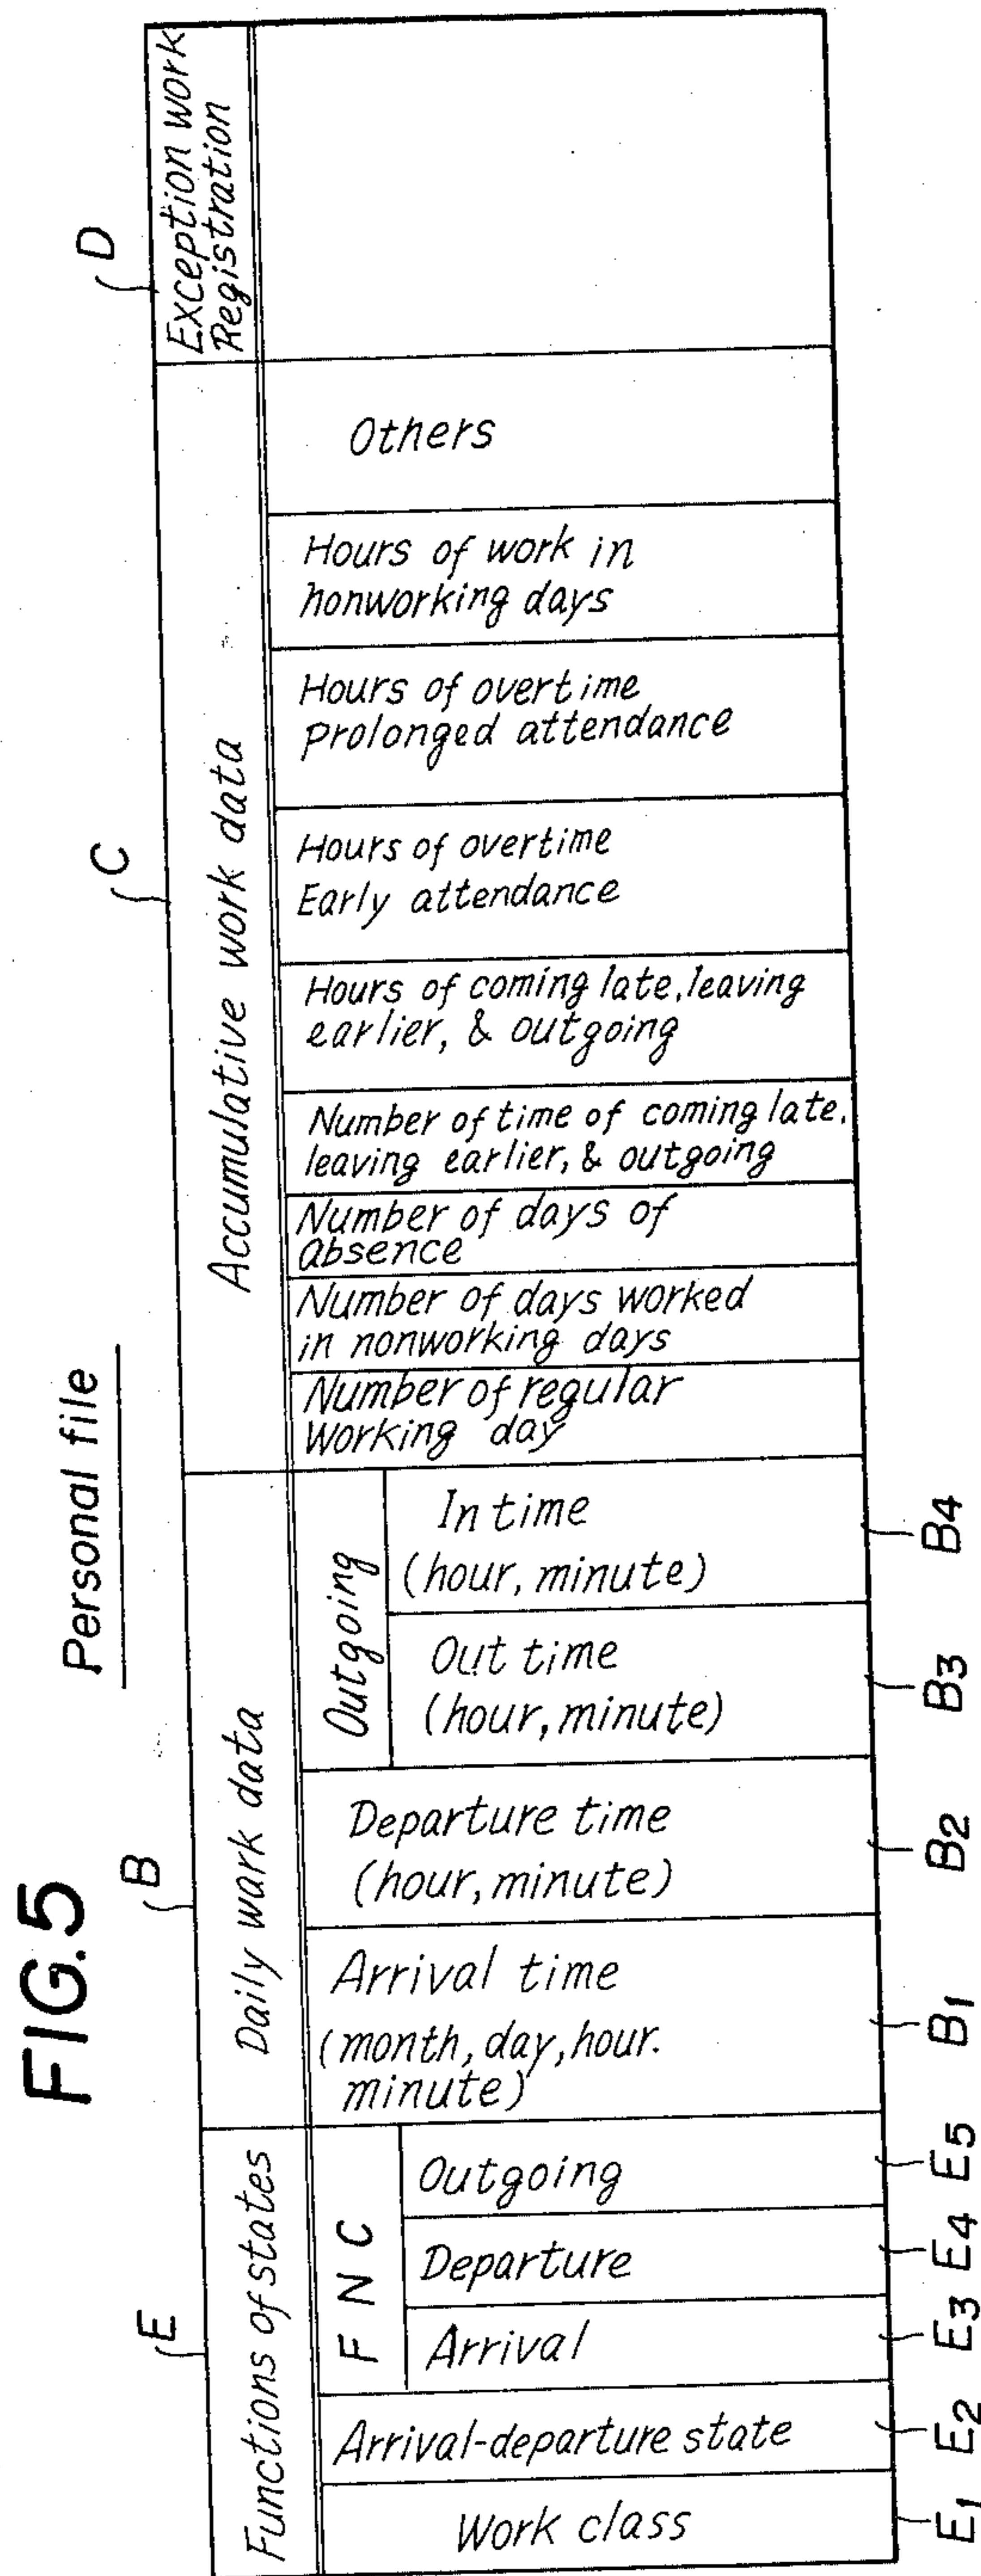 FIG.5
Personal file
E
B
C
D
Functions of states
Daily work data
Accumulative work data
Exception work
Registration
Work class
Arrival-departure state
F N C
Arrival
Departure
Outgoing
Arrival time
(month, day, hour.
minute)
Departure time
(hour, minute)
Outgoing
Out time
(hour, minute)
In time
(hour, minute)
Number of regular
Working day
Number of days worked
in nonworking days
Number of days of
absence
Number of time of coming late,
leaving earlier, & outgoing
Hours of coming late, leaving
earlier, & outgoing
Hours of overtime
Early attendance
Hours of overtime
Prolonged attendance
Hours of work in
nonworking days
Others
E1
E2
E3
E4
E5
B1
B2
B3
B4